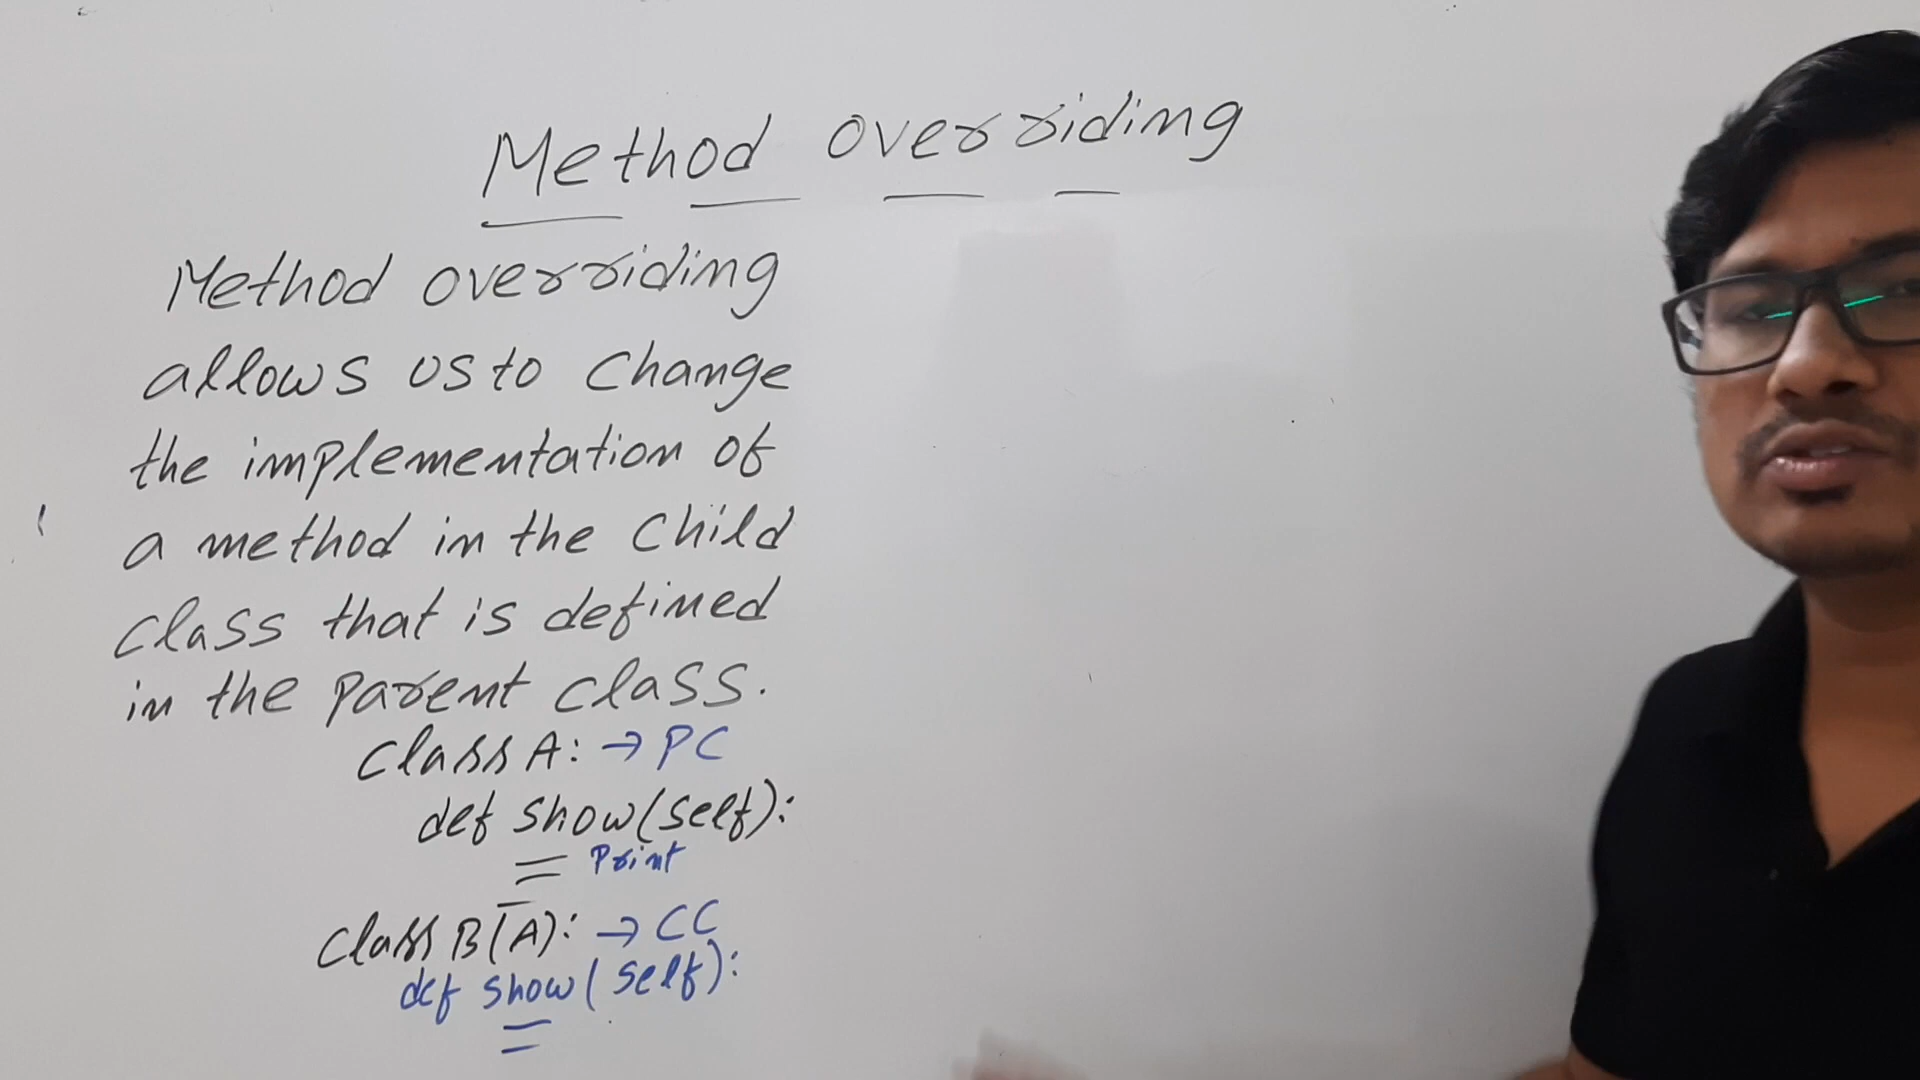 Method overriding
Method overriding
allows us to change
the implementation of
a method in the child
class that is defined
in the parent class.
class A: → PC
def show(self):
Print
class B(A): → CC
def show(self):